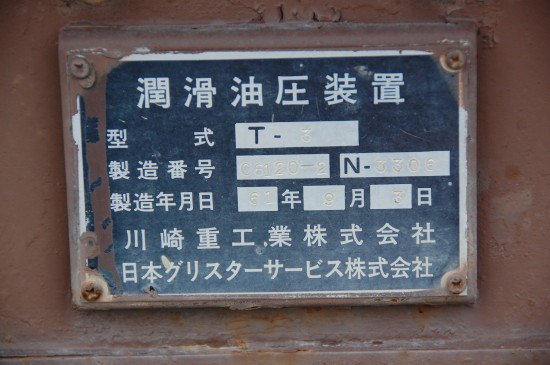 潤滑油圧装置
型式 T-3
製造番号 N-3306
製造年月日 年 月 日
川崎重工業株式会社
日本グリスターサービス株式会社